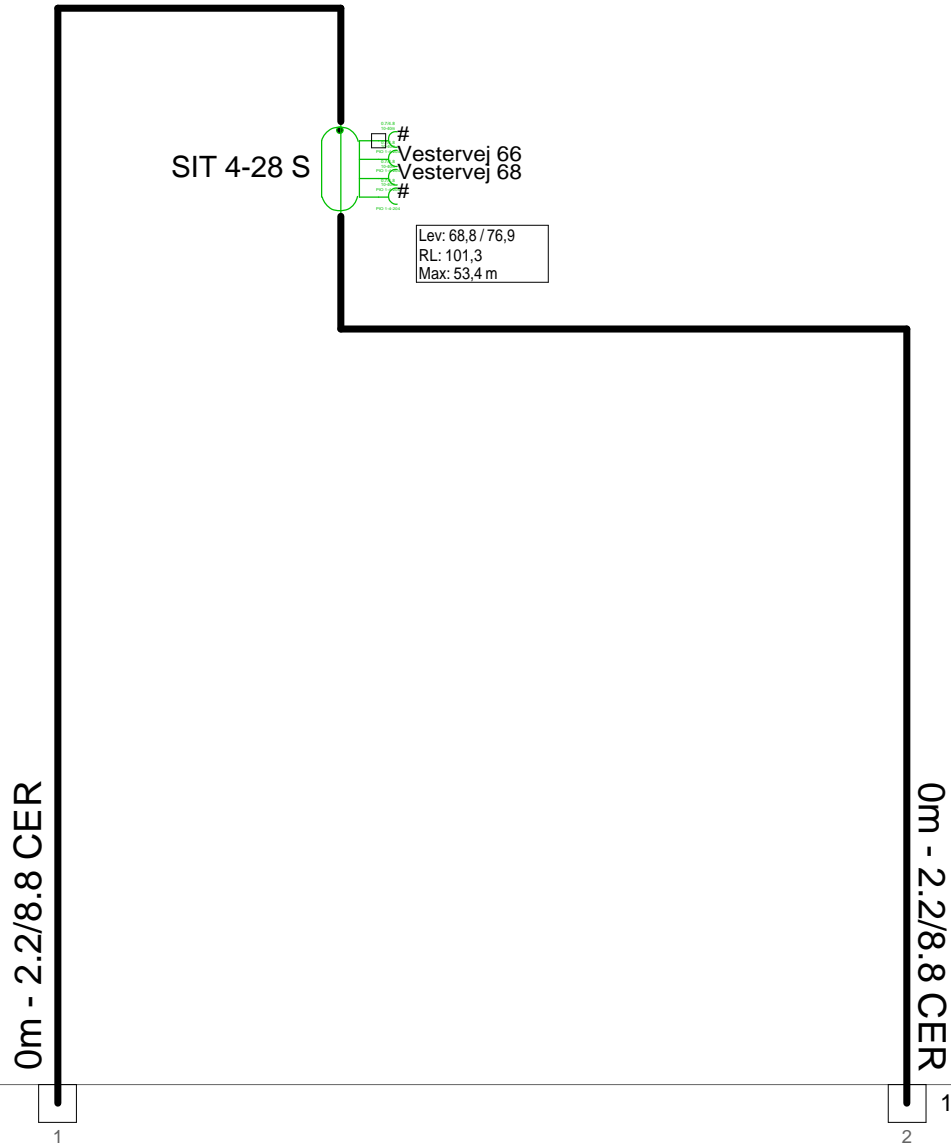 SIT 4-28 S
#
Vestervej 66
Vestervej 68
#
Lev: 68,8 / 76,9
RL: 101,3
Max: 53,4 m
0m - 2.2/8.8 CER
0m - 2.2/8.8 CER
1
1
2